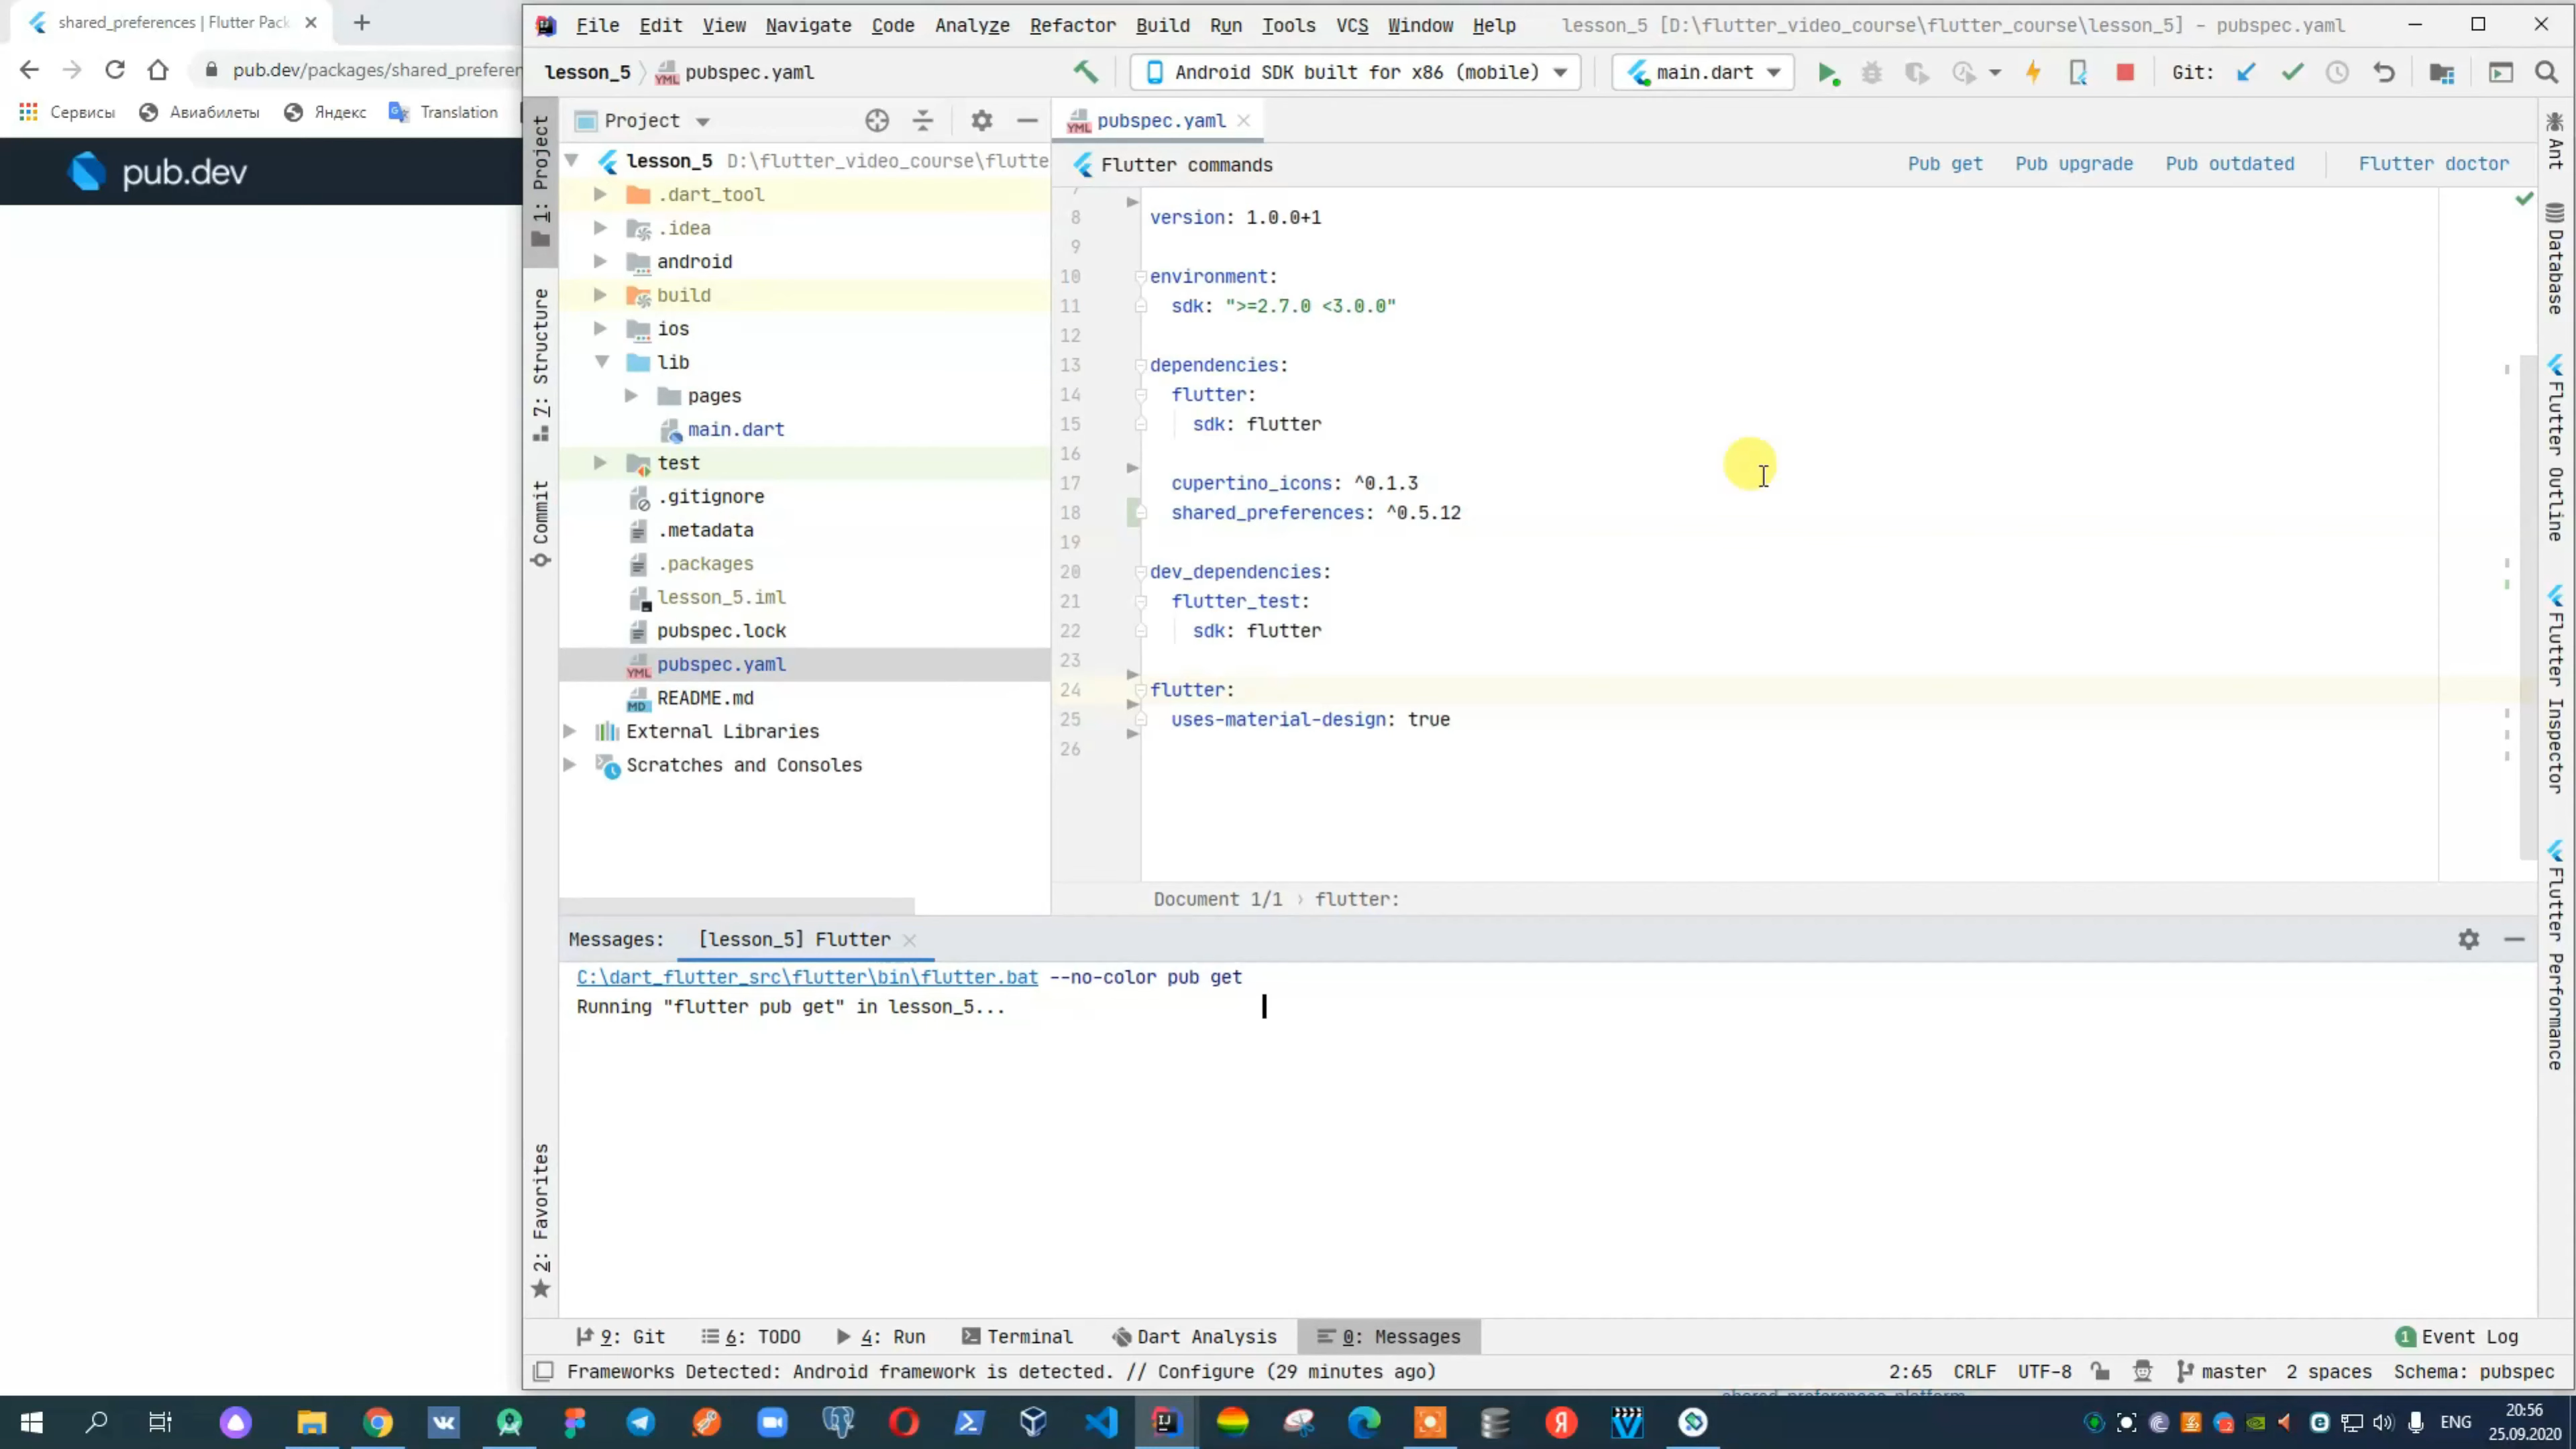 shared_preferences | Flutter Pack
pub.dev/packages/shared_preferen
Сервисы
Авиабилеты
Яндекс
Translation
pub.dev
File Edit View Navigate Code Analyze Refactor Build Run Tools VCS Window Help
lesson_5 [D:\flutter_video_course\flutter_course\lesson_5] - pubspec.yaml
lesson_5
pubspec.yaml
Android SDK built for x86 (mobile)
main.dart
Git:
1: Project
7: Structure
Commit
2: Favorites
Project
lesson_5 D:\flutter_video_course\flutte
.dart_tool
.idea
android
build
ios
lib
pages
main.dart
test
.gitignore
.metadata
.packages
lesson_5.iml
pubspec.lock
pubspec.yaml
README.md
External Libraries
Scratches and Consoles
pubspec.yaml
Flutter commands
Pub get
Pub upgrade
Pub outdated
Flutter doctor
8 version: 1.0.0+1
9
10 environment:
11 sdk: ">=2.7.0 <3.0.0"
12
13 dependencies:
14 flutter:
15 sdk: flutter
16
17 cupertino_icons: ^0.1.3
18 shared_preferences: ^0.5.12
19
20 dev_dependencies:
21 flutter_test:
22 sdk: flutter
23
24 flutter:
25 uses-material-design: true
26
Document 1/1 › flutter:
Ant
Database
Flutter Outline
Flutter Inspector
Flutter Performance
Messages: [lesson_5] Flutter
C:\dart_flutter_src\flutter\bin\flutter.bat --no-color pub get
Running "flutter pub get" in lesson_5...
9: Git
6: TODO
4: Run
Terminal
Dart Analysis
0: Messages
1 Event Log
Frameworks Detected: Android framework is detected. // Configure (29 minutes ago)
2:65 CRLF UTF-8 master 2 spaces Schema: pubspec
ENG
20:56
25.09.2020